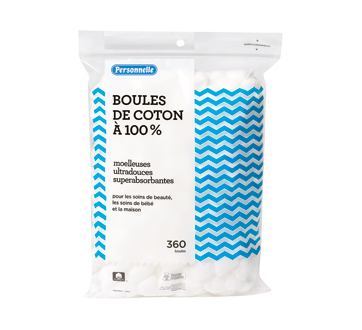 Personnelle
BOULES
DE COTON
À 100 %
moelleuses
ultradouces
superabsorbantes
pour les soins de beauté,
les soins de bébé
et la maison
360
boules